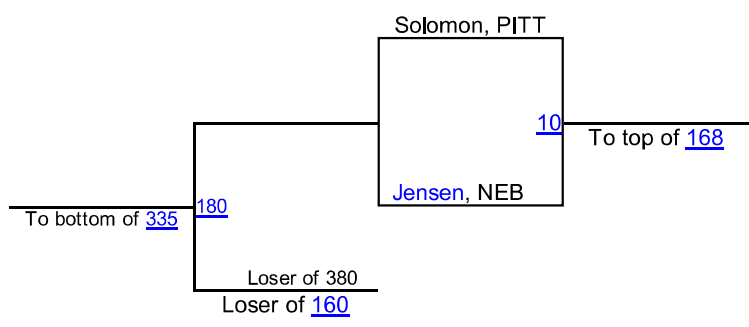 Solomon, PITT
10
To top of 168
Jensen, NEB
180
To bottom of 335
Loser of 380
Loser of 160